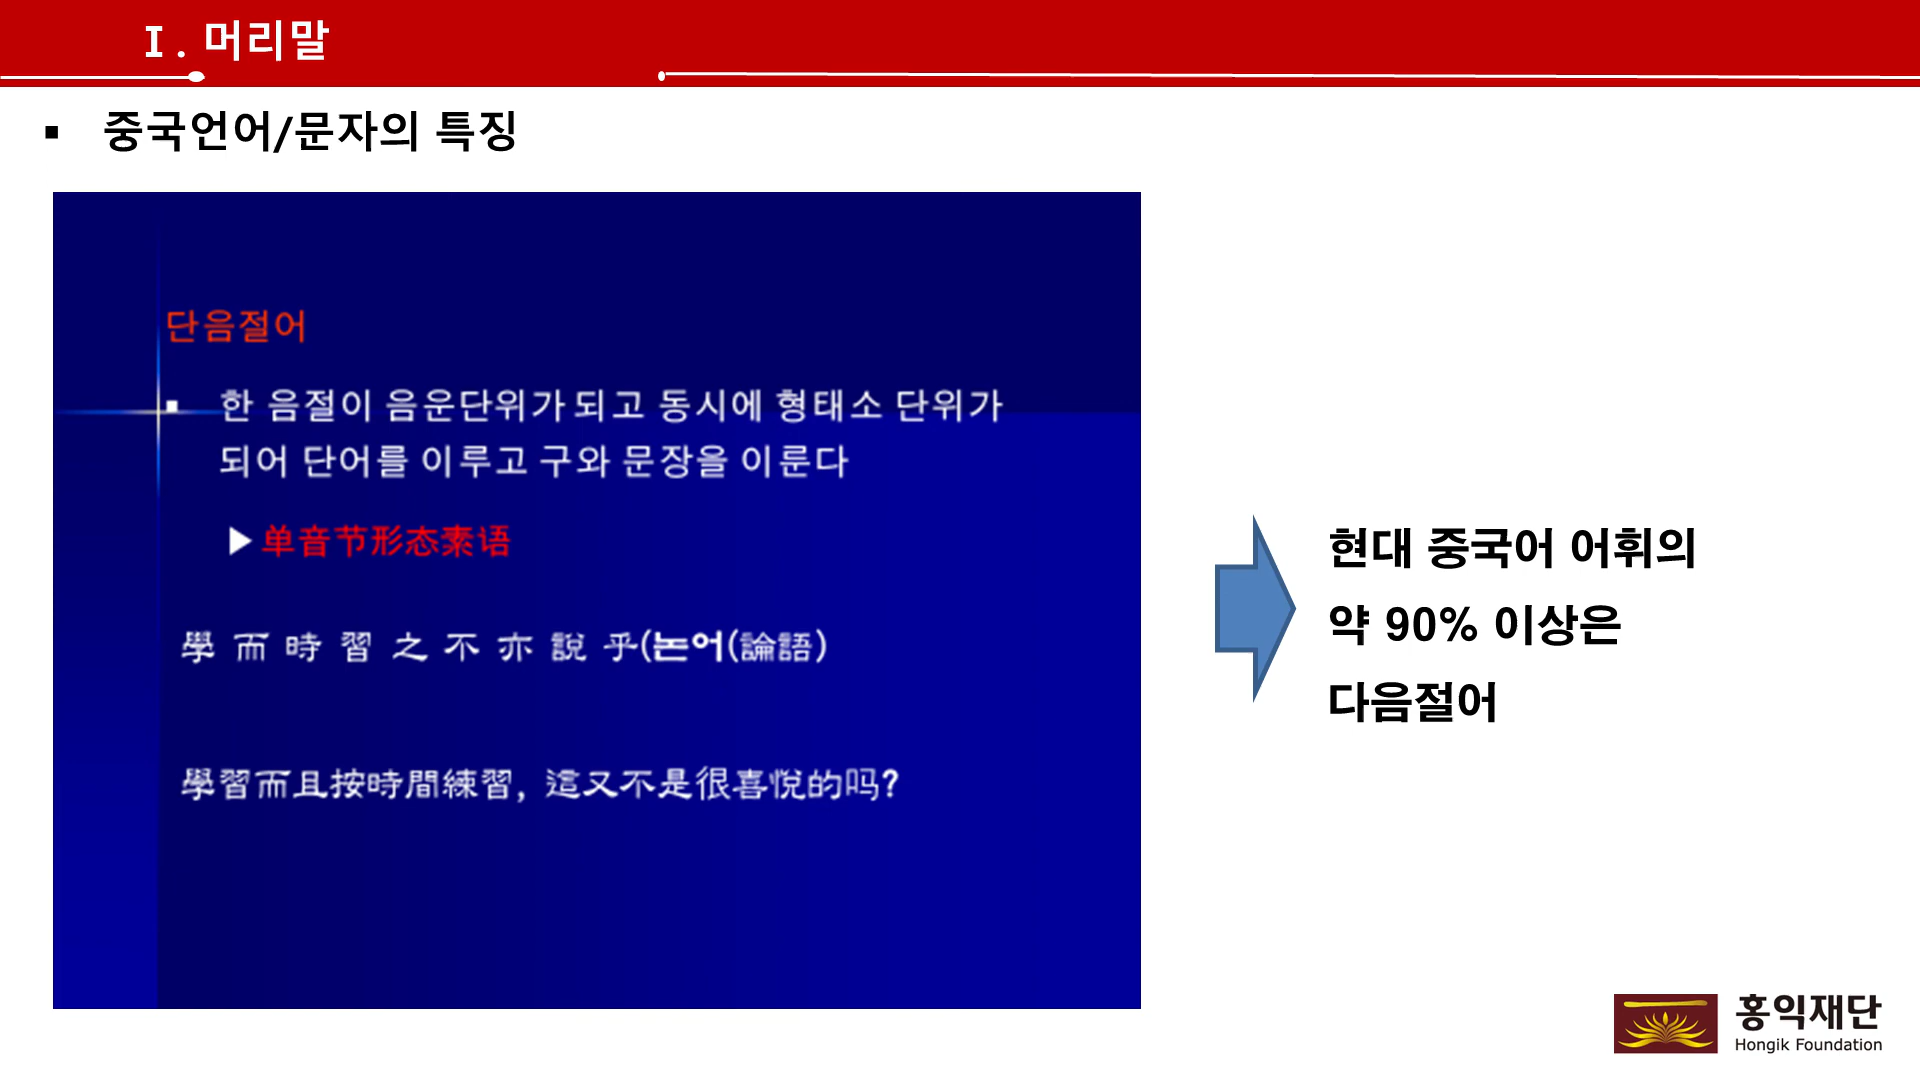 I. 머리말
▪ 중국언어/문자의 특징
단음절어
▪ 한 음절이 음운단위가 되고 동시에 형태소 단위가
되어 단어를 이루고 구와 문장을 이룬다
▶单音节形态素语
學 而 時 習 之 不 亦 說 乎(논어(論語)
學習而且按時間練習, 這又不是很喜悅的吗?
현대 중국어 어휘의
약 90% 이상은
다음절어
홍익재단
Hongik Foundation